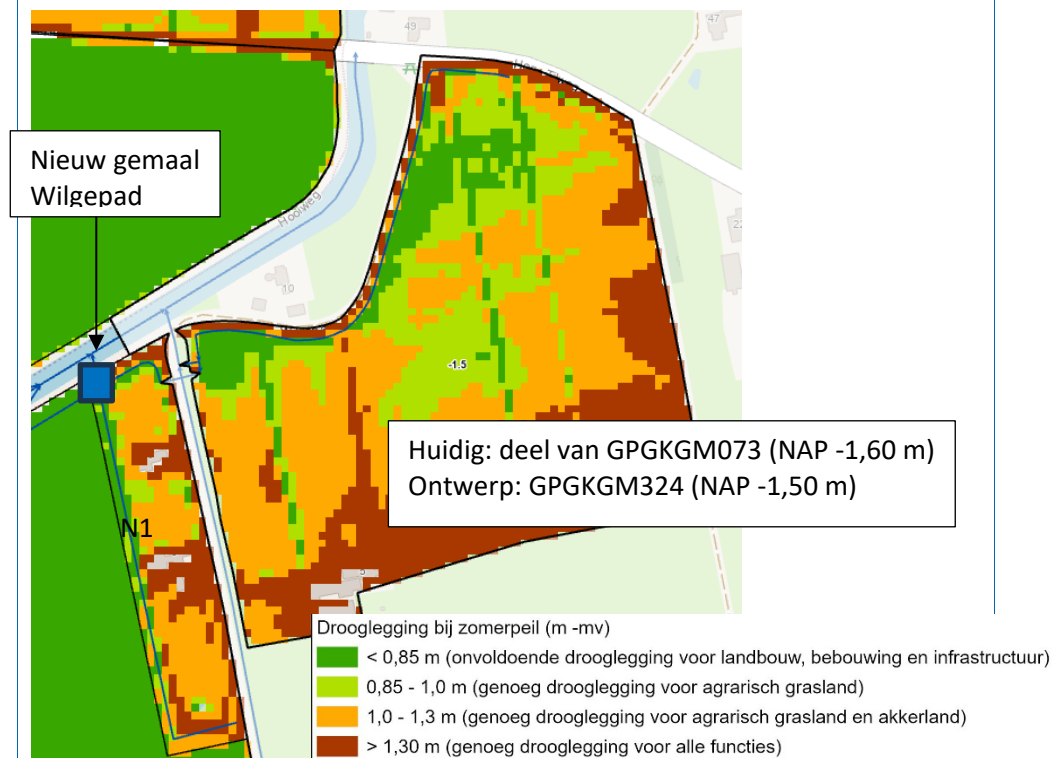 49
47
Nieuw gemaal
Wilgepad
Hooiweg
10
22
-1.5
Huidig: deel van GPGKGM073 (NAP -1,60 m)
Ontwerp: GPGKGM324 (NAP -1,50 m)
N1
5
Drooglegging bij zomerpeil (m -mv)
< 0,85 m (onvoldoende drooglegging voor landbouw, bebouwing en infrastructuur)
0,85 - 1,0 m (genoeg drooglegging voor agrarisch grasland)
1,0 - 1,3 m (genoeg drooglegging voor agrarisch grasland en akkerland)
> 1,30 m (genoeg drooglegging voor alle functies)